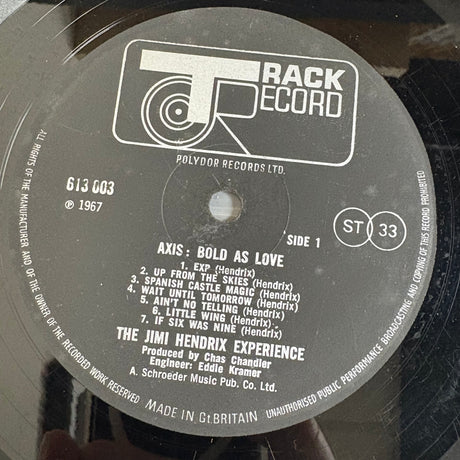 TRACK
RECORD
POLYDOR RECORDS LTD.
613 003
℗ 1967
SIDE 1
ST 33
AXIS: BOLD AS LOVE
1. EXP (Hendrix)
2. UP FROM THE SKIES (Hendrix)
3. SPANISH CASTLE MAGIC (Hendrix)
4. WAIT UNTIL TOMORROW (Hendrix)
5. AIN'T NO TELLING (Hendrix)
6. LITTLE WING (Hendrix)
7. IF SIX WAS NINE (Hendrix)
THE JIMI HENDRIX EXPERIENCE
Produced by Chas Chandler
Engineer: Eddie Kramer
A. Schroeder Music Pub. Co. Ltd.
MADE IN Gt.BRITAIN
ALL RIGHTS OF THE MANUFACTURER AND OF THE OWNER OF THE RECORDED WORK RESERVED
UNAUTHORISED PUBLIC PERFORMANCE BROADCASTING AND COPYING OF THIS RECORD PROHIBITED